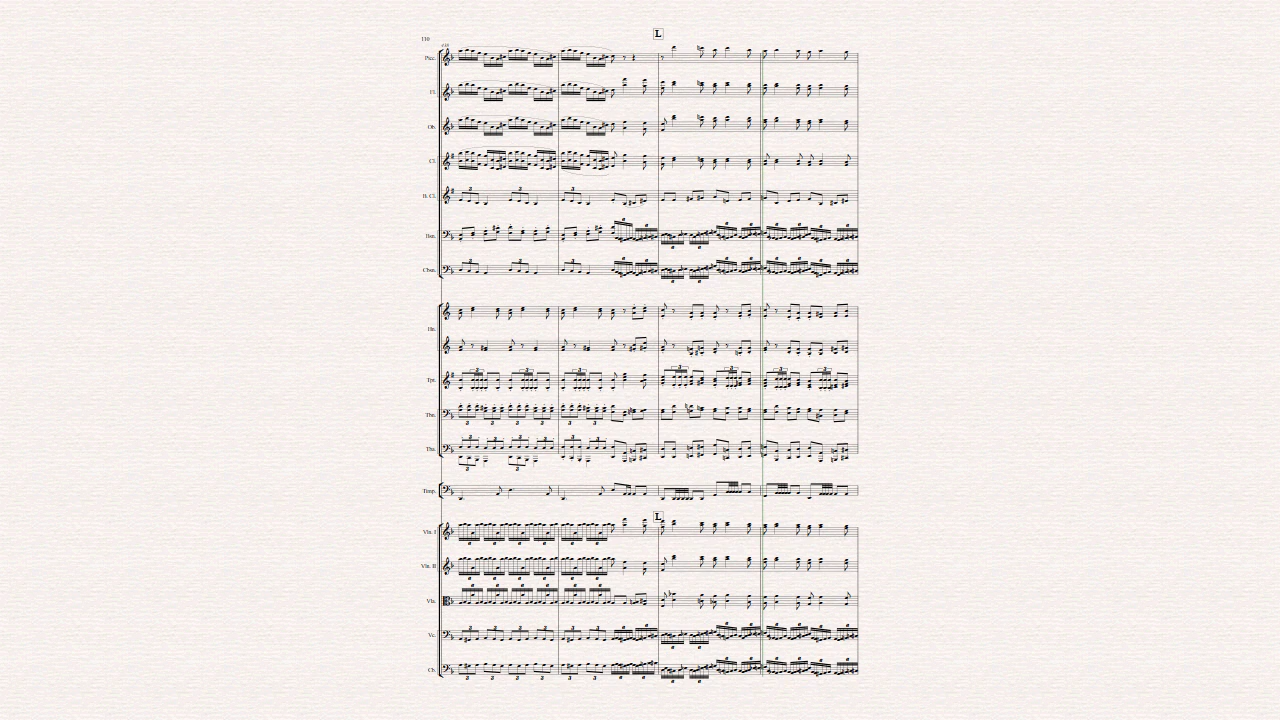 L
110
Picc.
Fl.
Ob.
Cl.
B. Cl.
Bsn.
Cbsn.
Hn.
Tpt.
Tbn.
Tba.
Timp.
L
Vln. I
Vln. II
Vla.
Vc.
Cb.